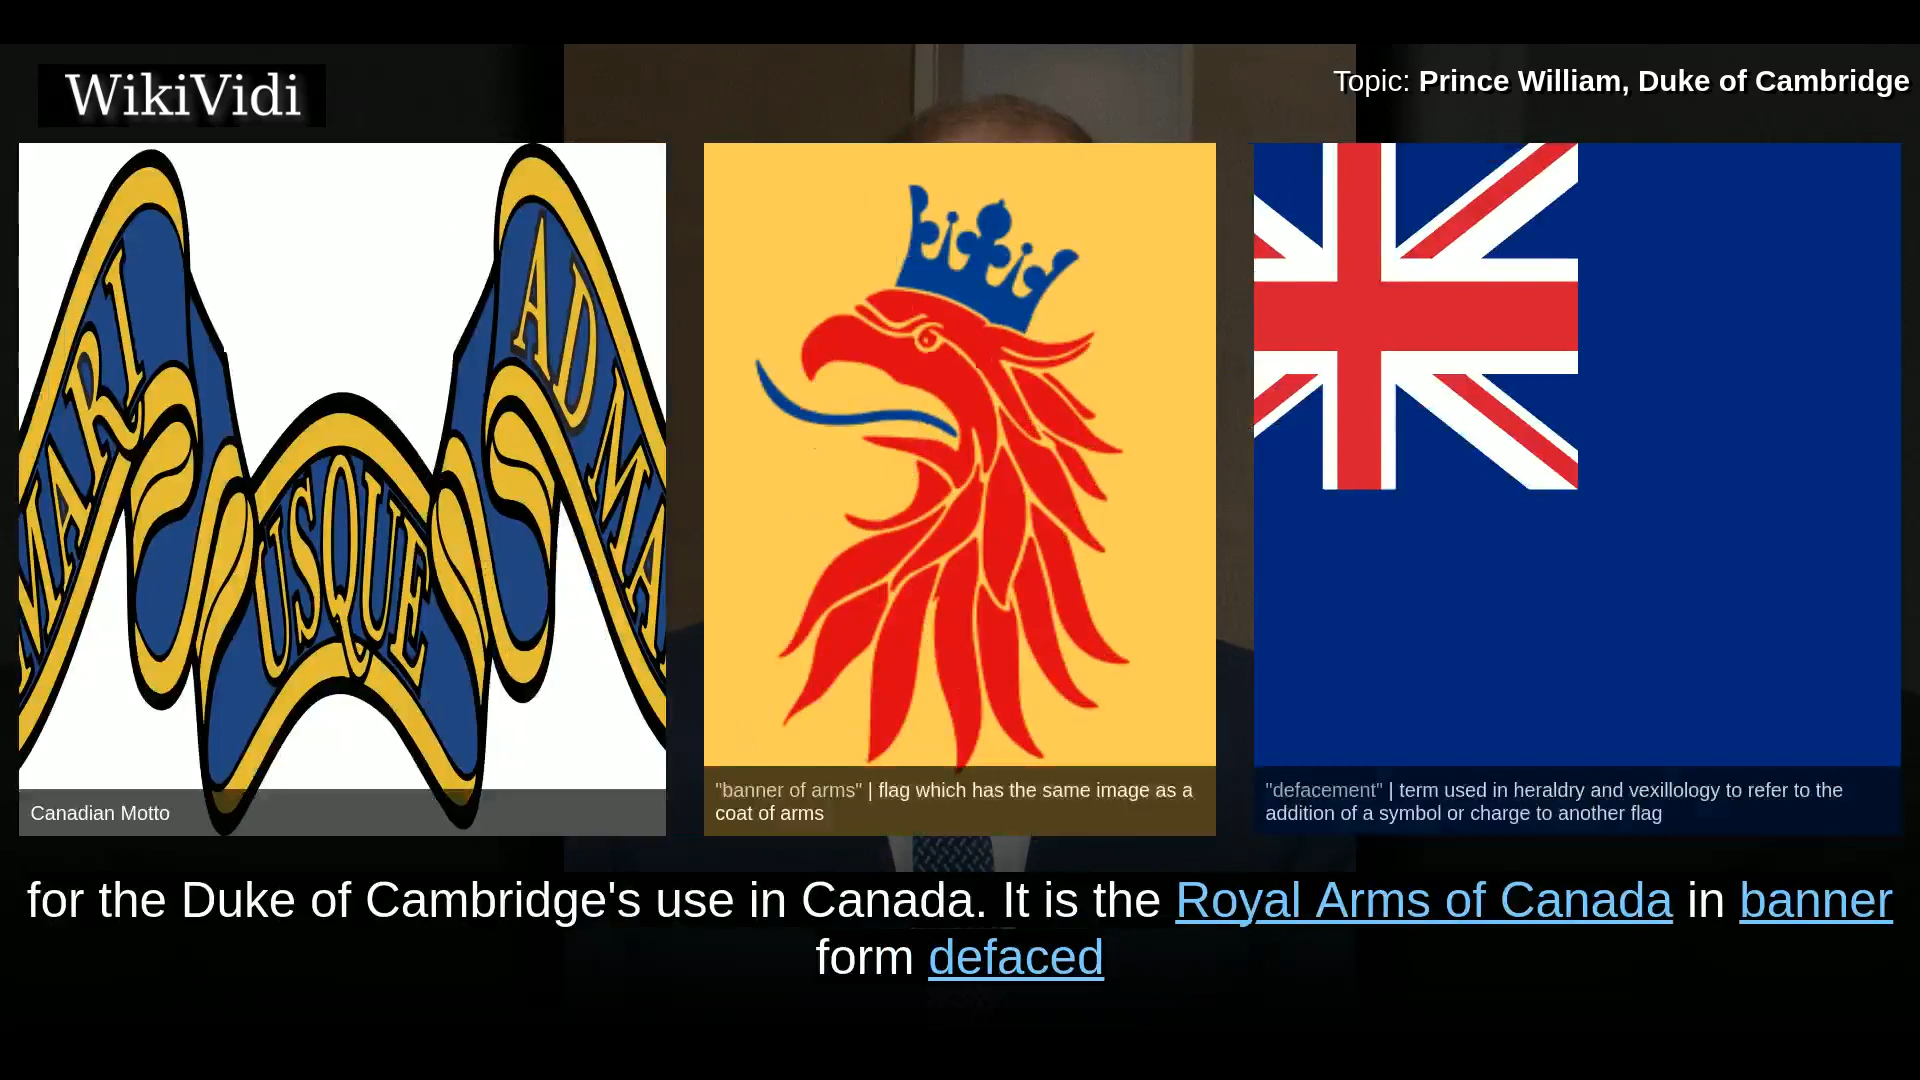 WikiVidi
Topic: Prince William, Duke of Cambridge
MARI
USQUE
AD MA
Canadian Motto
"banner of arms" | flag which has the same image as a
coat of arms
"defacement" | term used in heraldry and vexillology to refer to the
addition of a symbol or charge to another flag
for the Duke of Cambridge's use in Canada. It is the Royal Arms of Canada in banner
form defaced